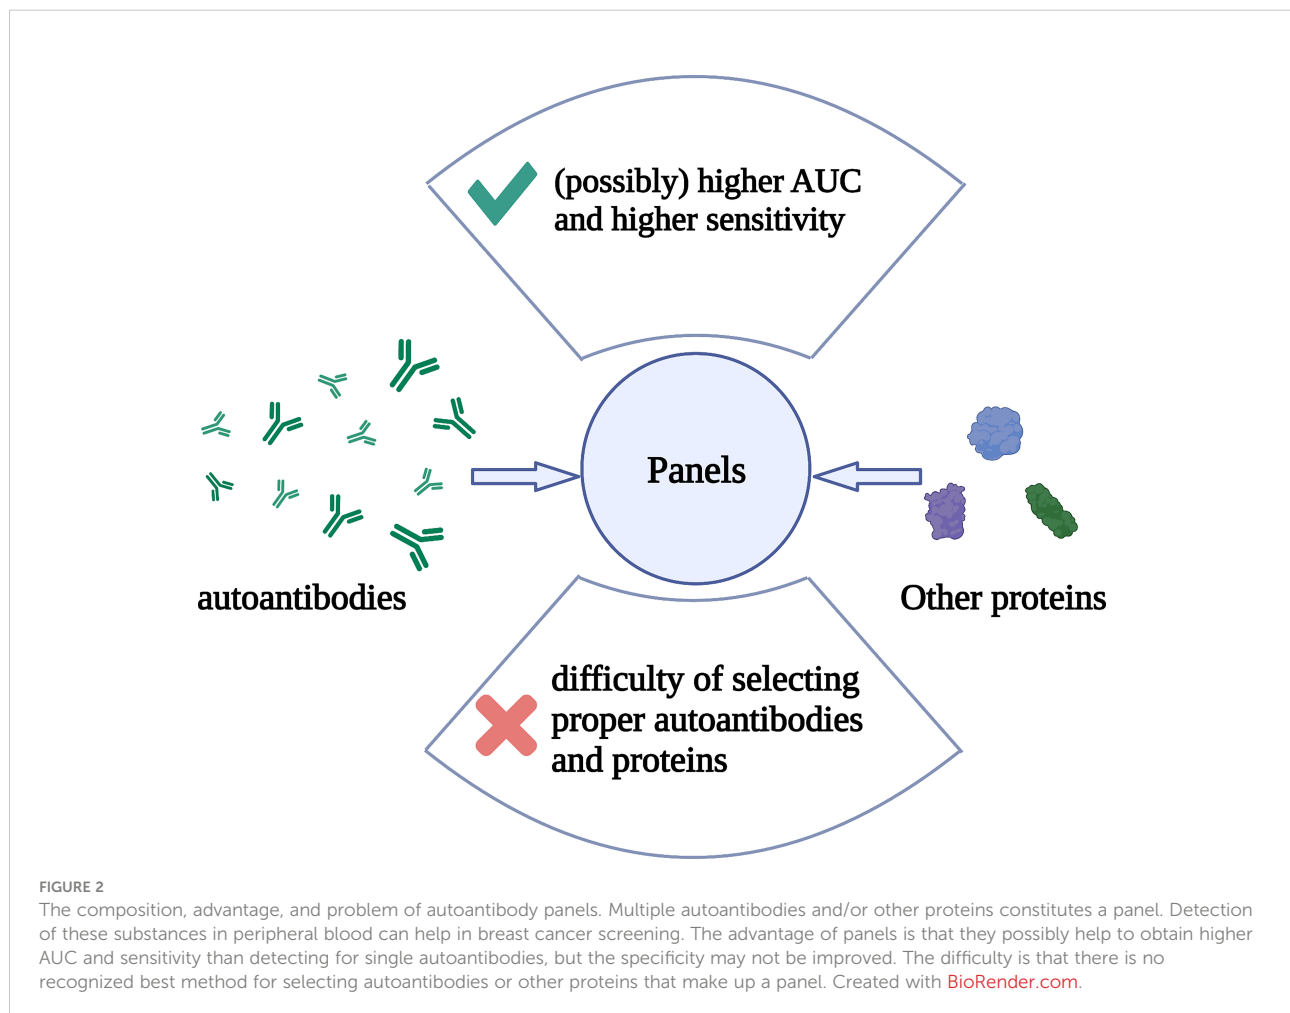 (possibly) higher AUC
and higher sensitivity
Panels
autoantibodies
Other proteins
difficulty of selecting
proper autoantibodies
and proteins
FIGURE 2
The composition, advantage, and problem of autoantibody panels. Multiple autoantibodies and/or other proteins constitutes a panel. Detection
of these substances in peripheral blood can help in breast cancer screening. The advantage of panels is that they possibly help to obtain higher
AUC and sensitivity than detecting for single autoantibodies, but the specificity may not be improved. The difficulty is that there is no
recognized best method for selecting autoantibodies or other proteins that make up a panel. Created with BioRender.com.